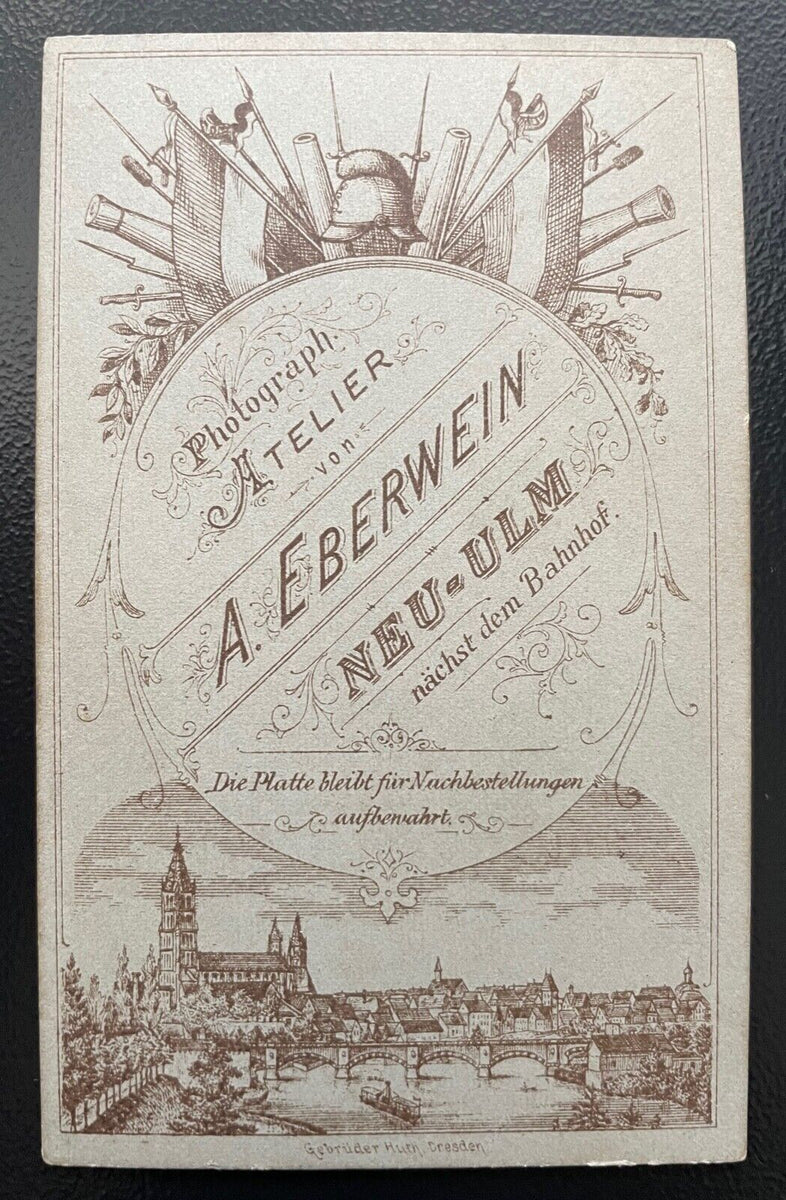 Photograph.
ATELIER
VON
A. EBERWEIN
NEU-ULM
nächst dem Bahnhof.
Die Platte bleibt für Nachbestellungen
aufbewahrt.
Gebrüder Huth, Dresden